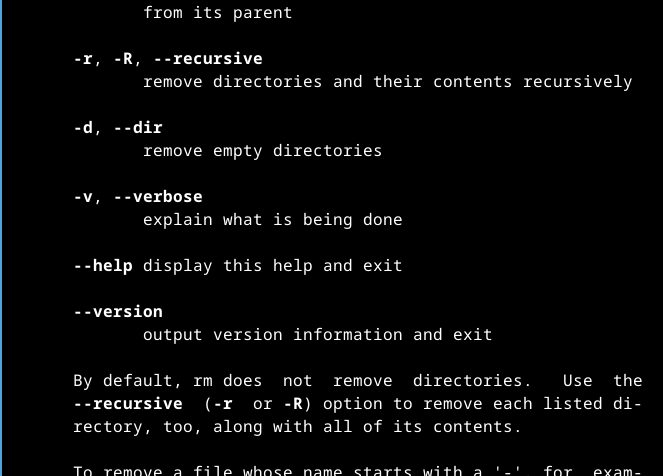 from its parent
-r, -R, --recursive
remove directories and their contents recursively
-d, --dir
remove empty directories
-v, --verbose
explain what is being done
--help display this help and exit
--version
output version information and exit
By default, rm does not remove directories. Use the
--recursive (-r or -R) option to remove each listed di-
rectory, too, along with all of its contents.
To remove a file whose name starts with a '-' for exam-